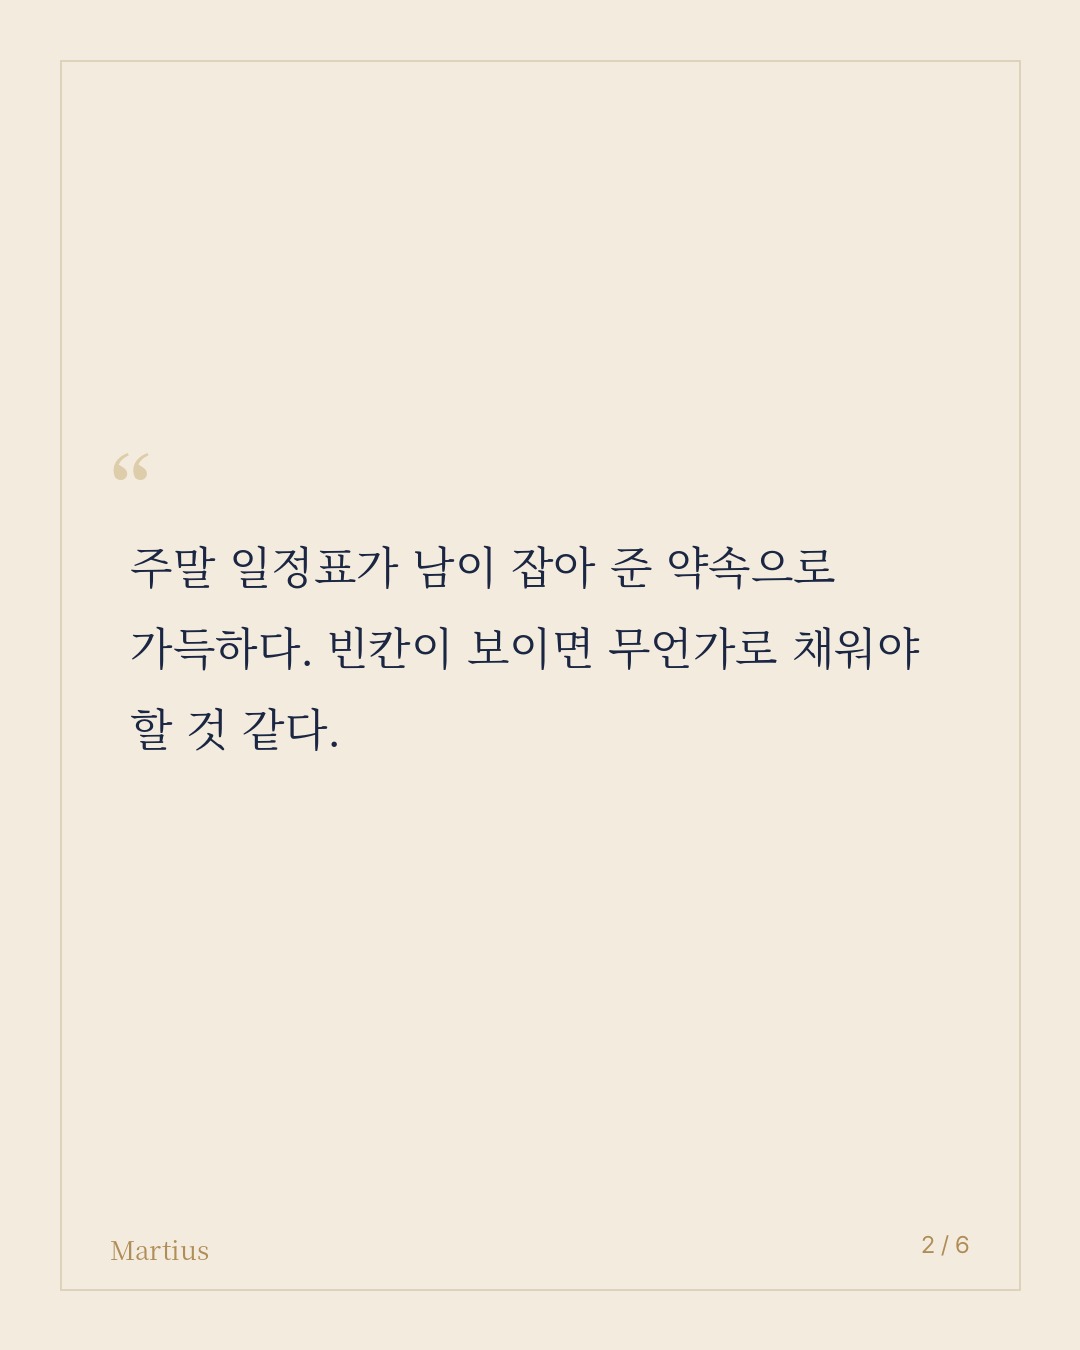 “
주말 일정표가 남이 잡아 준 약속으로
가득하다. 빈칸이 보이면 무언가로 채워야
할 것 같다.
Martius
2 / 6